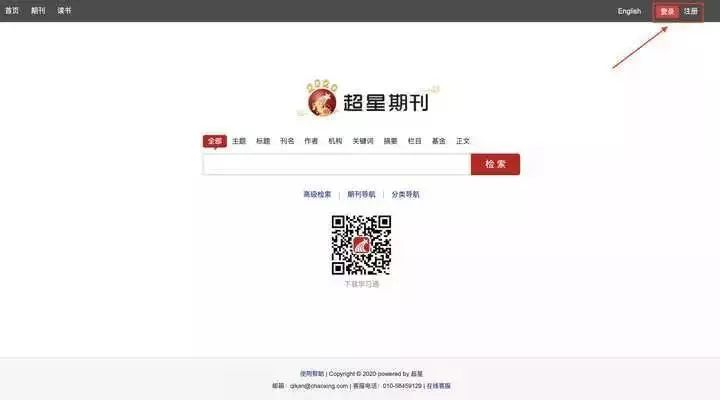 首页 期刊 读书 English 登录 注册
2020
超星期刊
全部 主题 标题 刊名 作者 机构 关键词 摘要 栏目 基金 正文
检索
高级检索 | 期刊导航 | 分类导航
下载学习通
使用帮助 | Copyright © 2020 powered by 超星
邮箱：qikan@chaoxing.com | 客服电话：010-58459129 | 在线客服